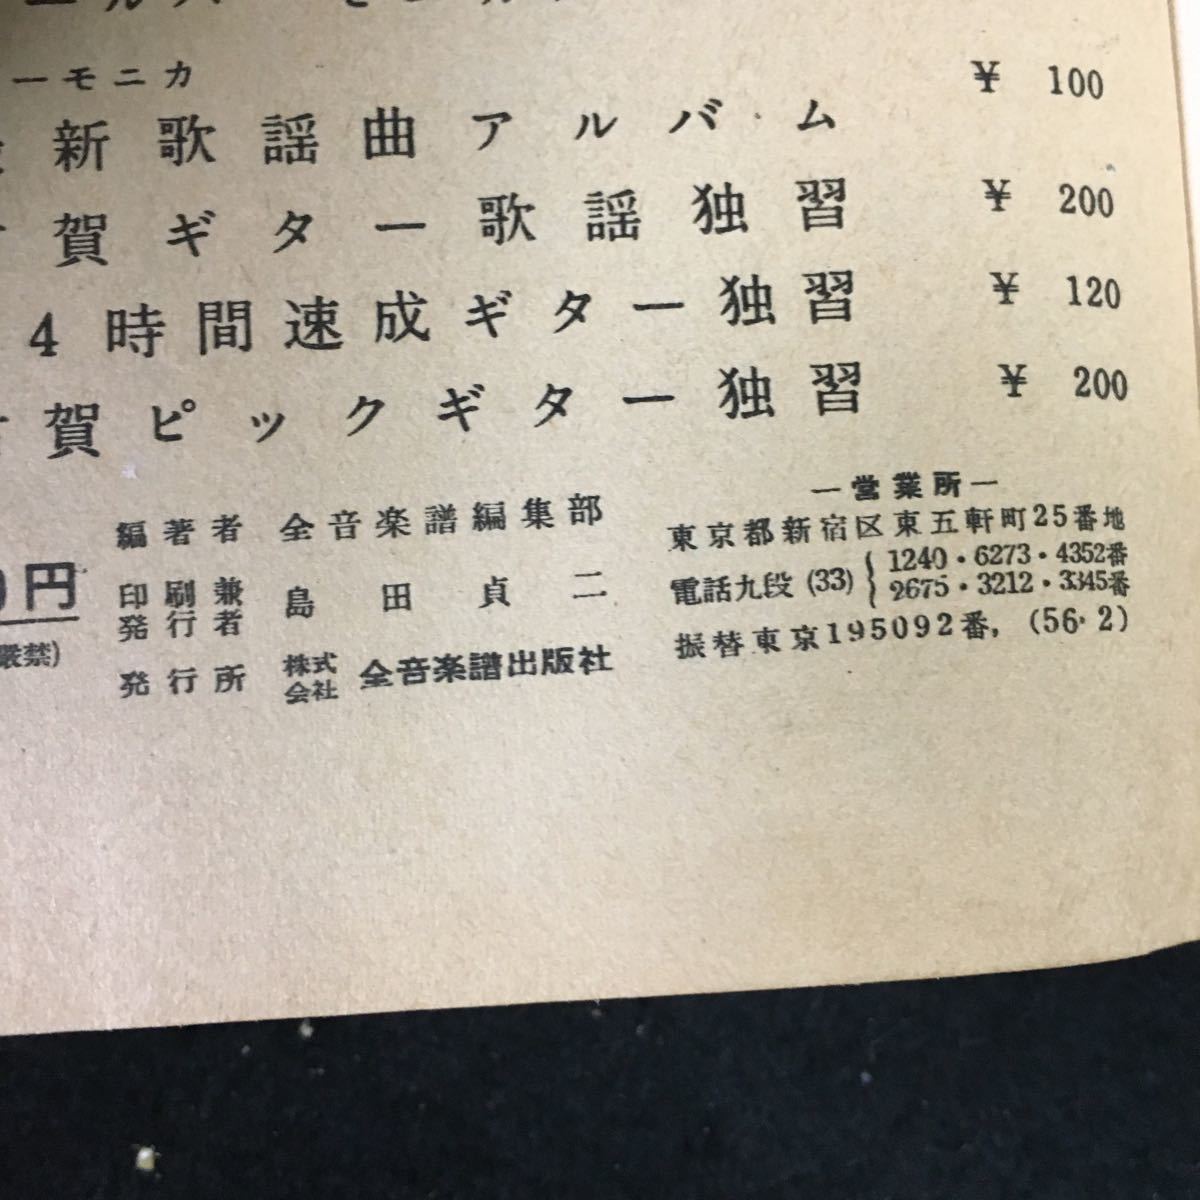 ーモニカ
新歌謡曲アルバム ¥ 100
賀ギター歌謡独習 ¥ 200
4時間速成ギター独習 ¥ 120
賀ピックギター独習 ¥ 200
円
嚴禁)
編著者 全音楽譜編集部
印刷兼
発行者 島田貞二
発行所 株式会社 全音楽譜出版社
―営業所―
東京都新宿区東五軒町25番地
電話九段 (33) {1240・6273・4352番
2675・3212・3345番
振替東京195092番, (56・2)